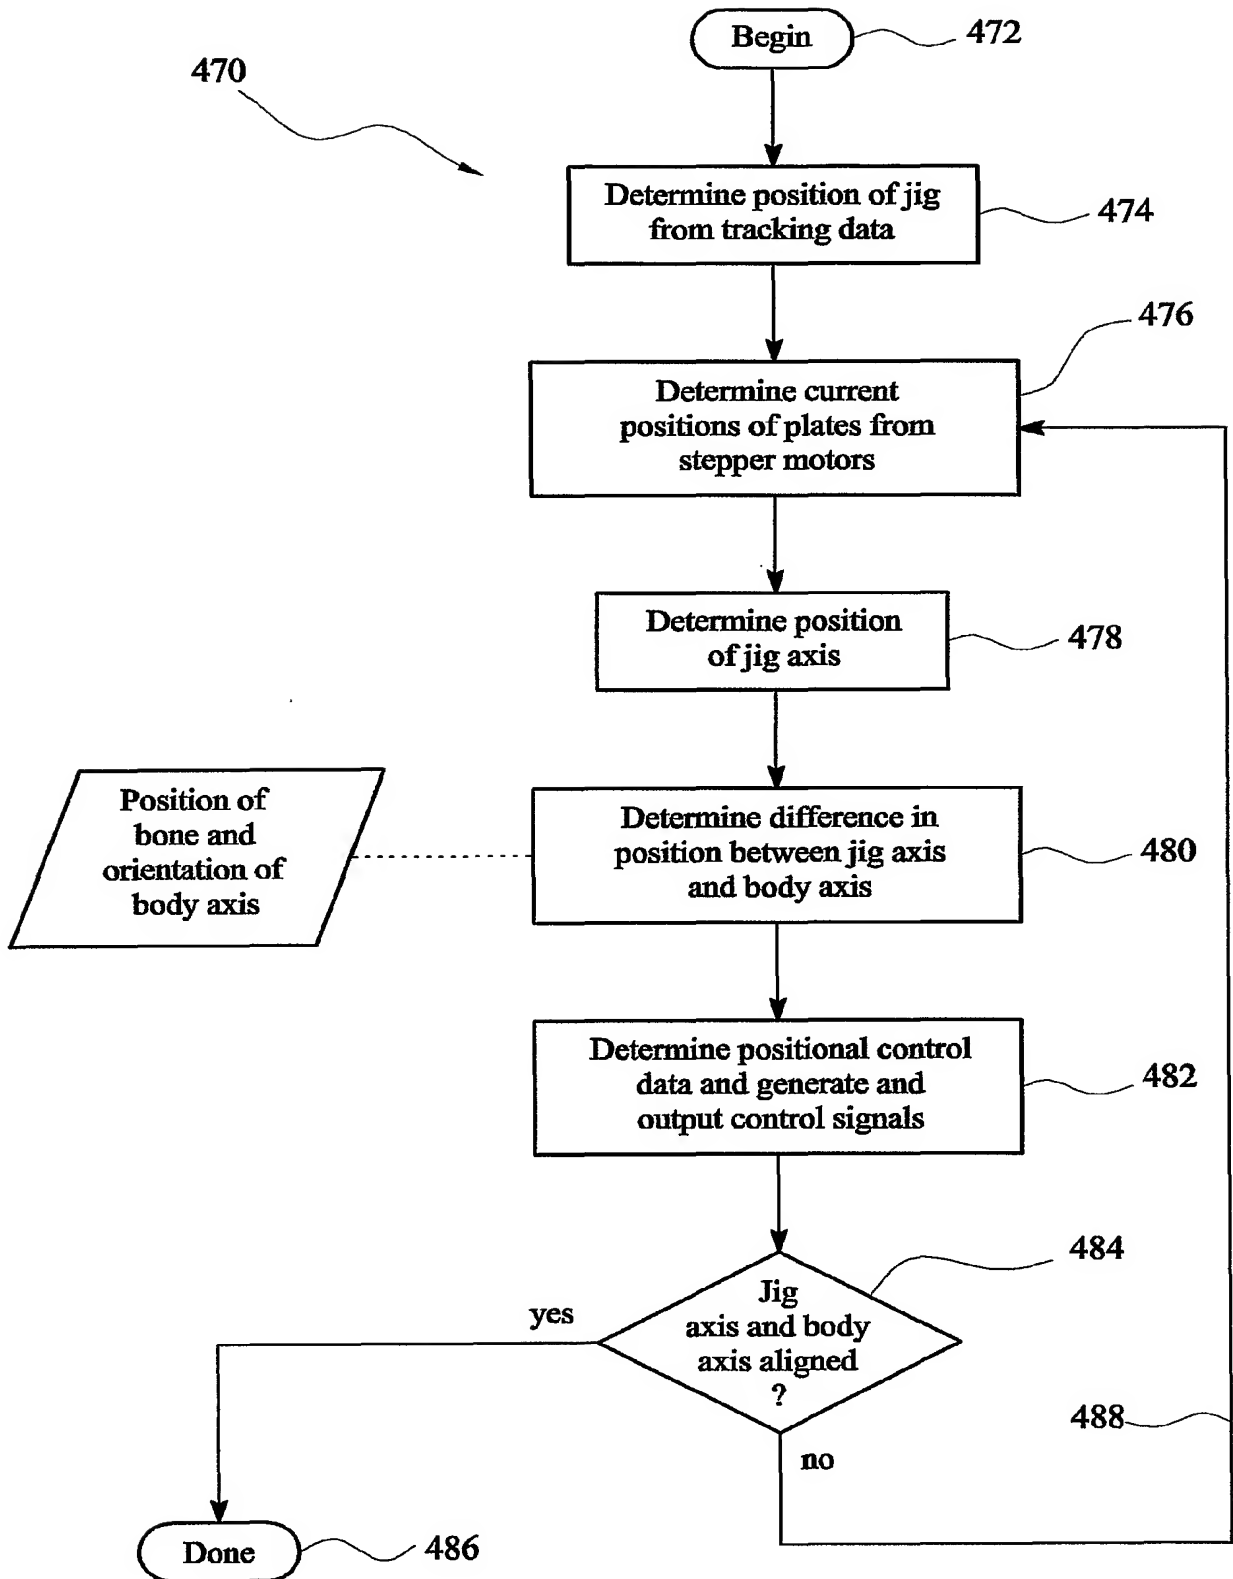 Begin
472
470
Determine position of jig
from tracking data
474
476
Determine current
positions of plates from
stepper motors
Determine position
of jig axis
478
Position of
bone and
orientation of
body axis
Determine difference in
position between jig axis
and body axis
480
Determine positional control
data and generate and
output control signals
482
484
Jig
axis and body
axis aligned
?
yes
488
no
Done
486